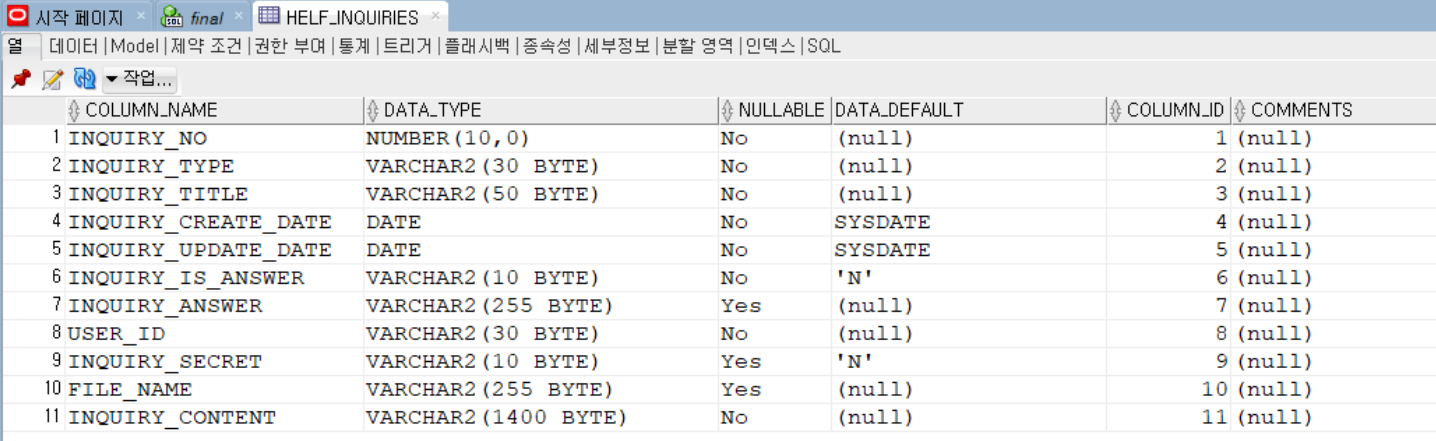 시작 페이지 final HELF_INQUIRIES
열 데이터 | Model | 제약 조건 | 권한 부여 | 통계 | 트리거 | 플래시백 | 종속성 | 세부정보 | 분할 영역 | 인덱스 | SQL
작업...
COLUMN_NAME DATA_TYPE NULLABLE DATA_DEFAULT COLUMN_ID COMMENTS
1 INQUIRY_NO NUMBER(10,0) No (null) 1 (null)
2 INQUIRY_TYPE VARCHAR2(30 BYTE) No (null) 2 (null)
3 INQUIRY_TITLE VARCHAR2(50 BYTE) No (null) 3 (null)
4 INQUIRY_CREATE_DATE DATE No SYSDATE 4 (null)
5 INQUIRY_UPDATE_DATE DATE No SYSDATE 5 (null)
6 INQUIRY_IS_ANSWER VARCHAR2(10 BYTE) No 'N' 6 (null)
7 INQUIRY_ANSWER VARCHAR2(255 BYTE) Yes (null) 7 (null)
8 USER_ID VARCHAR2(30 BYTE) No (null) 8 (null)
9 INQUIRY_SECRET VARCHAR2(10 BYTE) Yes 'N' 9 (null)
10 FILE_NAME VARCHAR2(255 BYTE) Yes (null) 10 (null)
11 INQUIRY_CONTENT VARCHAR2(1400 BYTE) No (null) 11 (null)